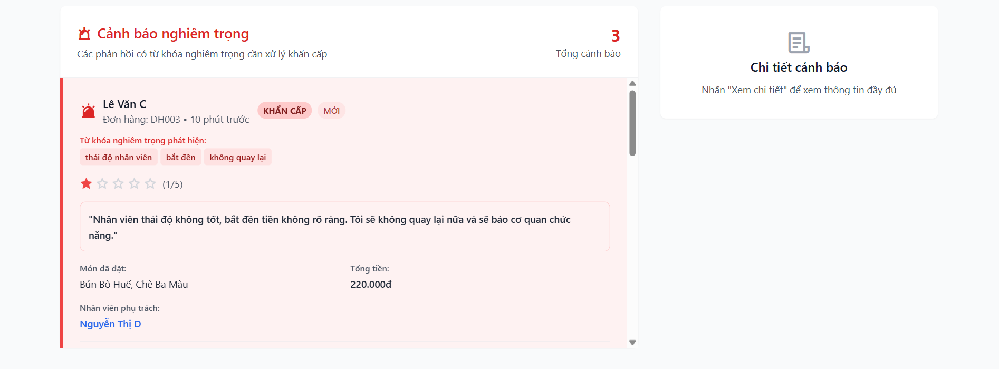 Cảnh báo nghiêm trọng
Các phản hồi có từ khóa nghiêm trọng cần xử lý khẩn cấp
3
Tổng cảnh báo
Lê Văn C
Đơn hàng: DH003 • 10 phút trước
KHẨN CẤP
MỚI
Từ khóa nghiêm trọng phát hiện:
thái độ nhân viên
bắt đền
không quay lại
(1/5)
"Nhân viên thái độ không tốt, bắt đền tiền không rõ ràng. Tôi sẽ không quay lại nữa và sẽ báo cơ quan chức
năng."
Món đã đặt:
Bún Bò Huế, Chè Ba Màu
Tổng tiền:
220.000đ
Nhân viên phụ trách:
Nguyễn Thị D
Chi tiết cảnh báo
Nhấn "Xem chi tiết" để xem thông tin đầy đủ